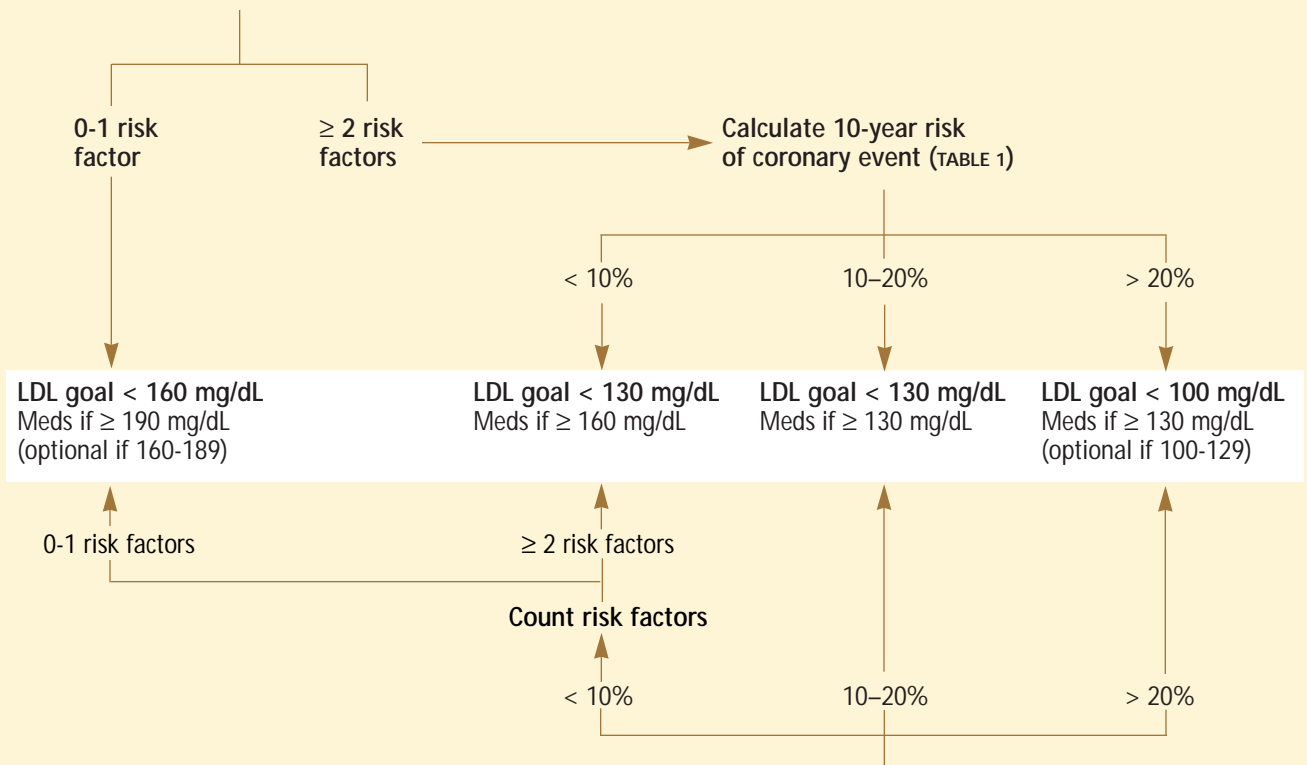 0-1 risk
factor
≥ 2 risk
factors
Calculate 10-year risk
of coronary event (TABLE 1)
< 10%
10–20%
> 20%
LDL goal < 160 mg/dL
Meds if ≥ 190 mg/dL
(optional if 160-189)
LDL goal < 130 mg/dL
Meds if ≥ 160 mg/dL
LDL goal < 130 mg/dL
Meds if ≥ 130 mg/dL
LDL goal < 100 mg/dL
Meds if ≥ 130 mg/dL
(optional if 100-129)
0-1 risk factors
≥ 2 risk factors
Count risk factors
< 10%
10–20%
> 20%